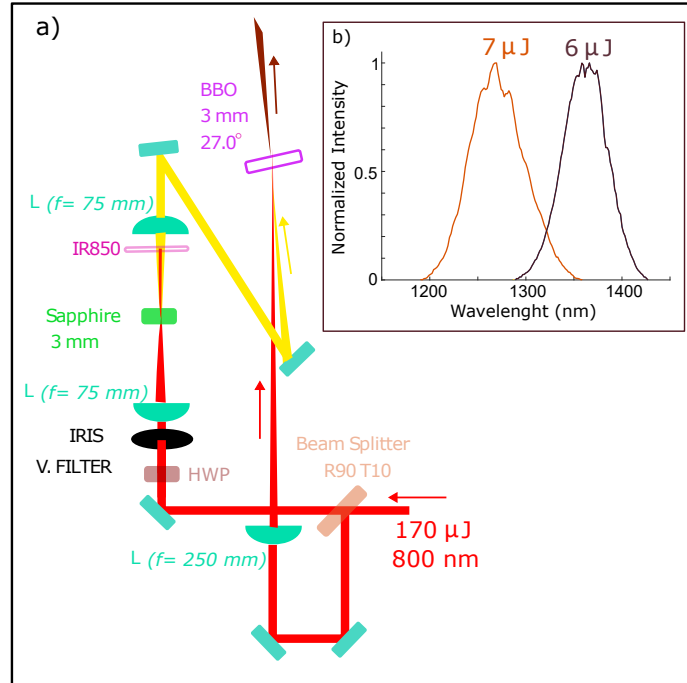 a)
BBO
3 mm
27.0°
L (f= 75 mm)
IR850
Sapphire
3 mm
L (f= 75 mm)
IRIS
V. FILTER
HWP
Beam Splitter
R90 T10
170 μJ
800 nm
L (f= 250 mm)
b)
7 μJ
6 μJ
Normalized Intensity
1
0.5
0
1200
1300
1400
Wavelenght (nm)